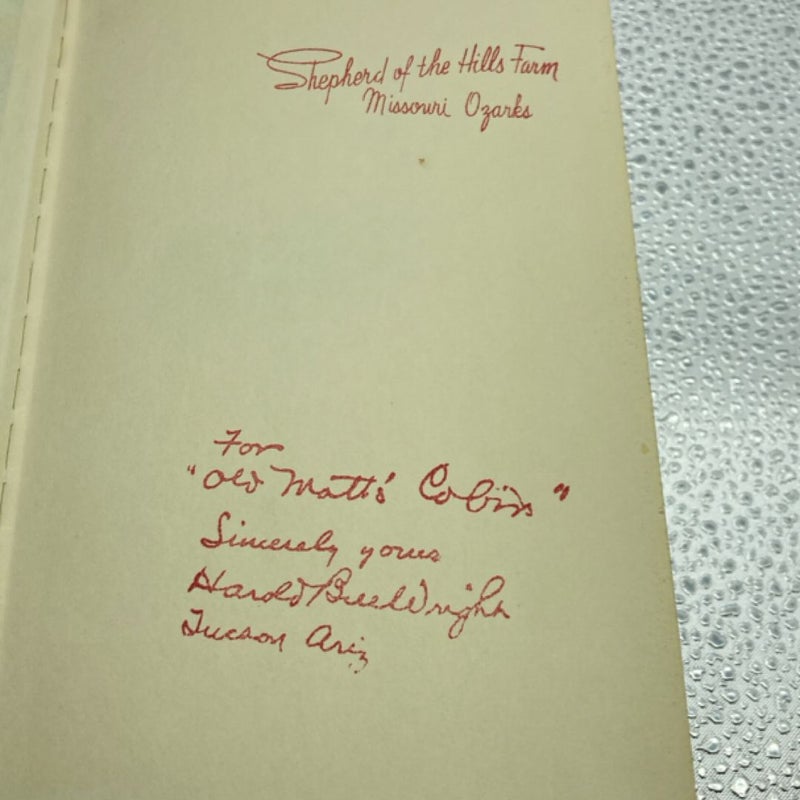 Shepherd of the Hills Farm
Missouri Ozarks
For
"Old Matt's Cabin"
Sincerely yours
Harold Bell Wright
Tucson Ariz